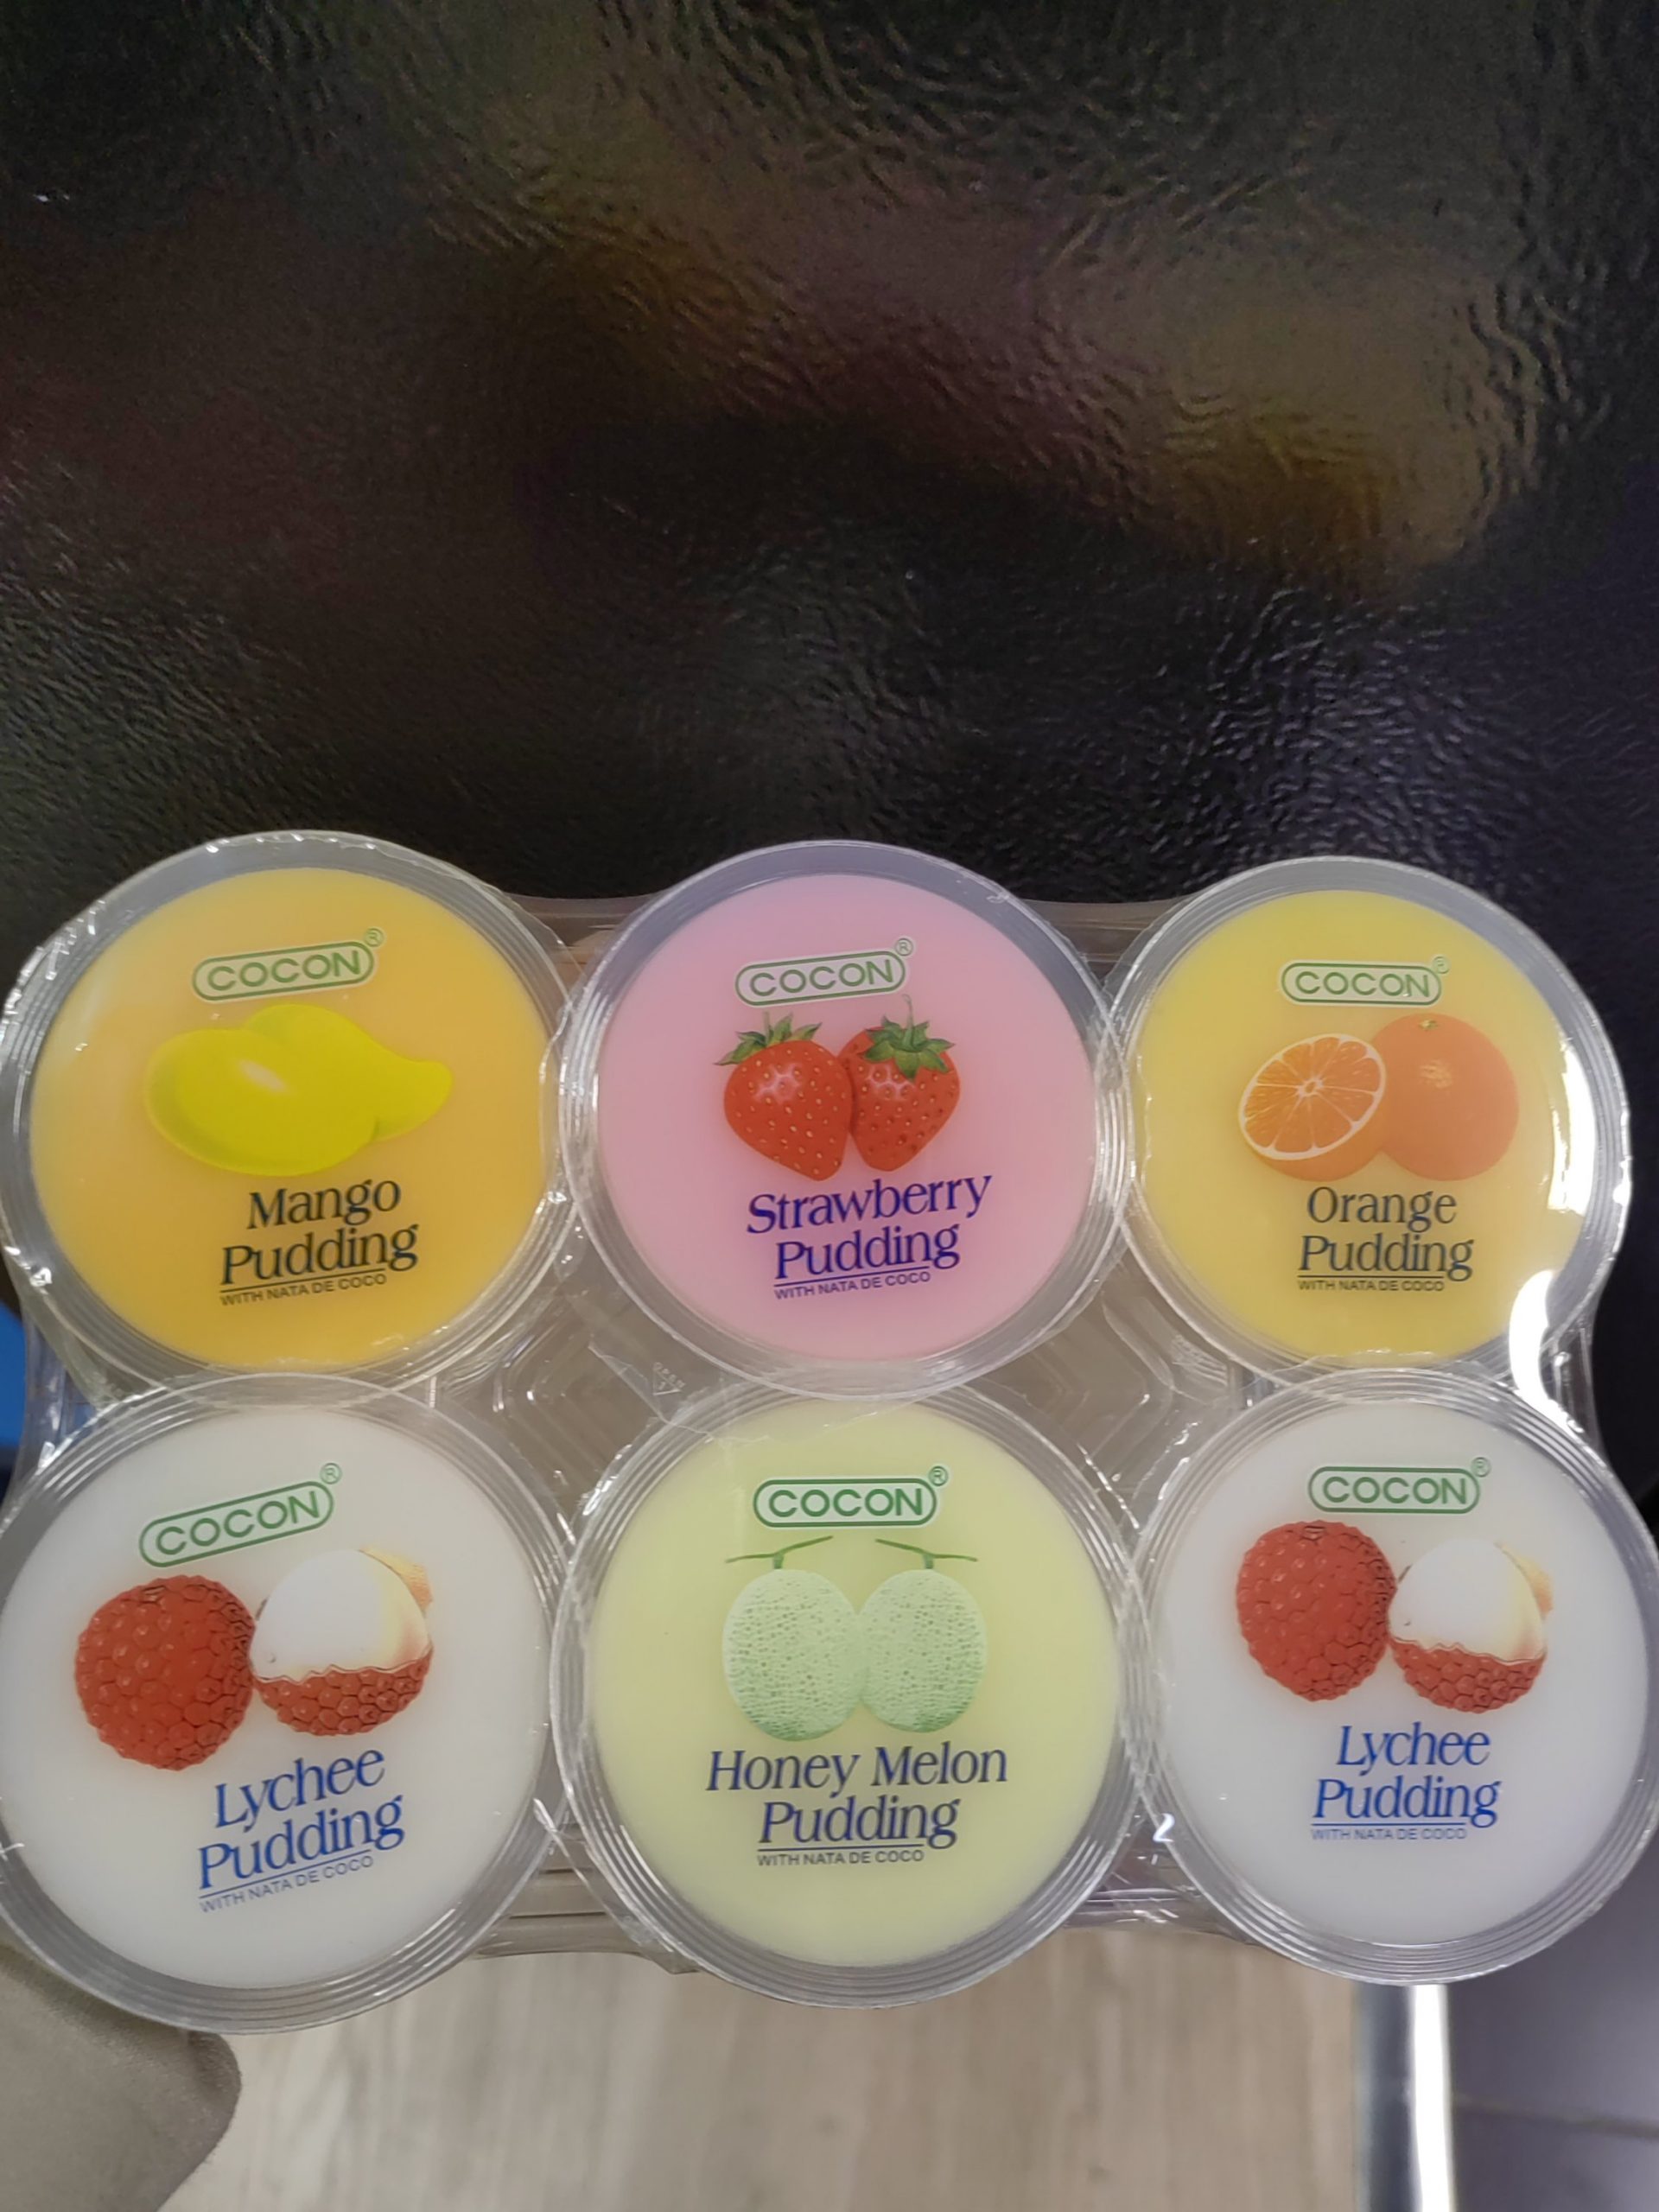 COCON®
Mango
Pudding
WITH NATA DE COCO
COCON®
Strawberry
Pudding
WITH NATA DE COCO
COCON®
Orange
Pudding
WITH NATA DE COCO
OPEN
COCON®
Lychee
Pudding
WITH NATA DE COCO
COCON®
Honey Melon
Pudding
WITH NATA DE COCO
COCON®
Lychee
Pudding
WITH NATA DE COCO